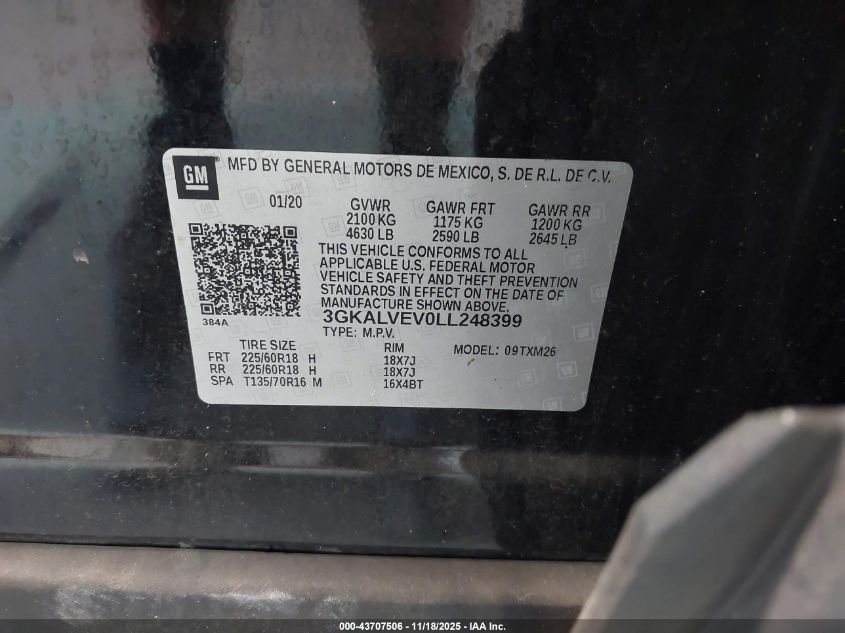 GM ® MFD BY GENERAL MOTORS DE MEXICO, S. DE R.L. DE C.V.
01/20 GVWR GAWR FRT GAWR RR
2100 KG 1175 KG 1200 KG
4630 LB 2590 LB 2645 LB
THIS VEHICLE CONFORMS TO ALL
APPLICABLE U.S. FEDERAL MOTOR
VEHICLE SAFETY AND THEFT PREVENTION
STANDARDS IN EFFECT ON THE DATE OF
MANUFACTURE SHOWN ABOVE.
384A 3GKALVEV0LL248399
TYPE: M.P.V.
TIRE SIZE RIM MODEL: 09TXM26
FRT 225/60R18 H 18X7J
RR 225/60R18 H 18X7J
SPA T135/70R16 M 16X4BT
000-43707506 - 11/18/2025 - IAA Inc.